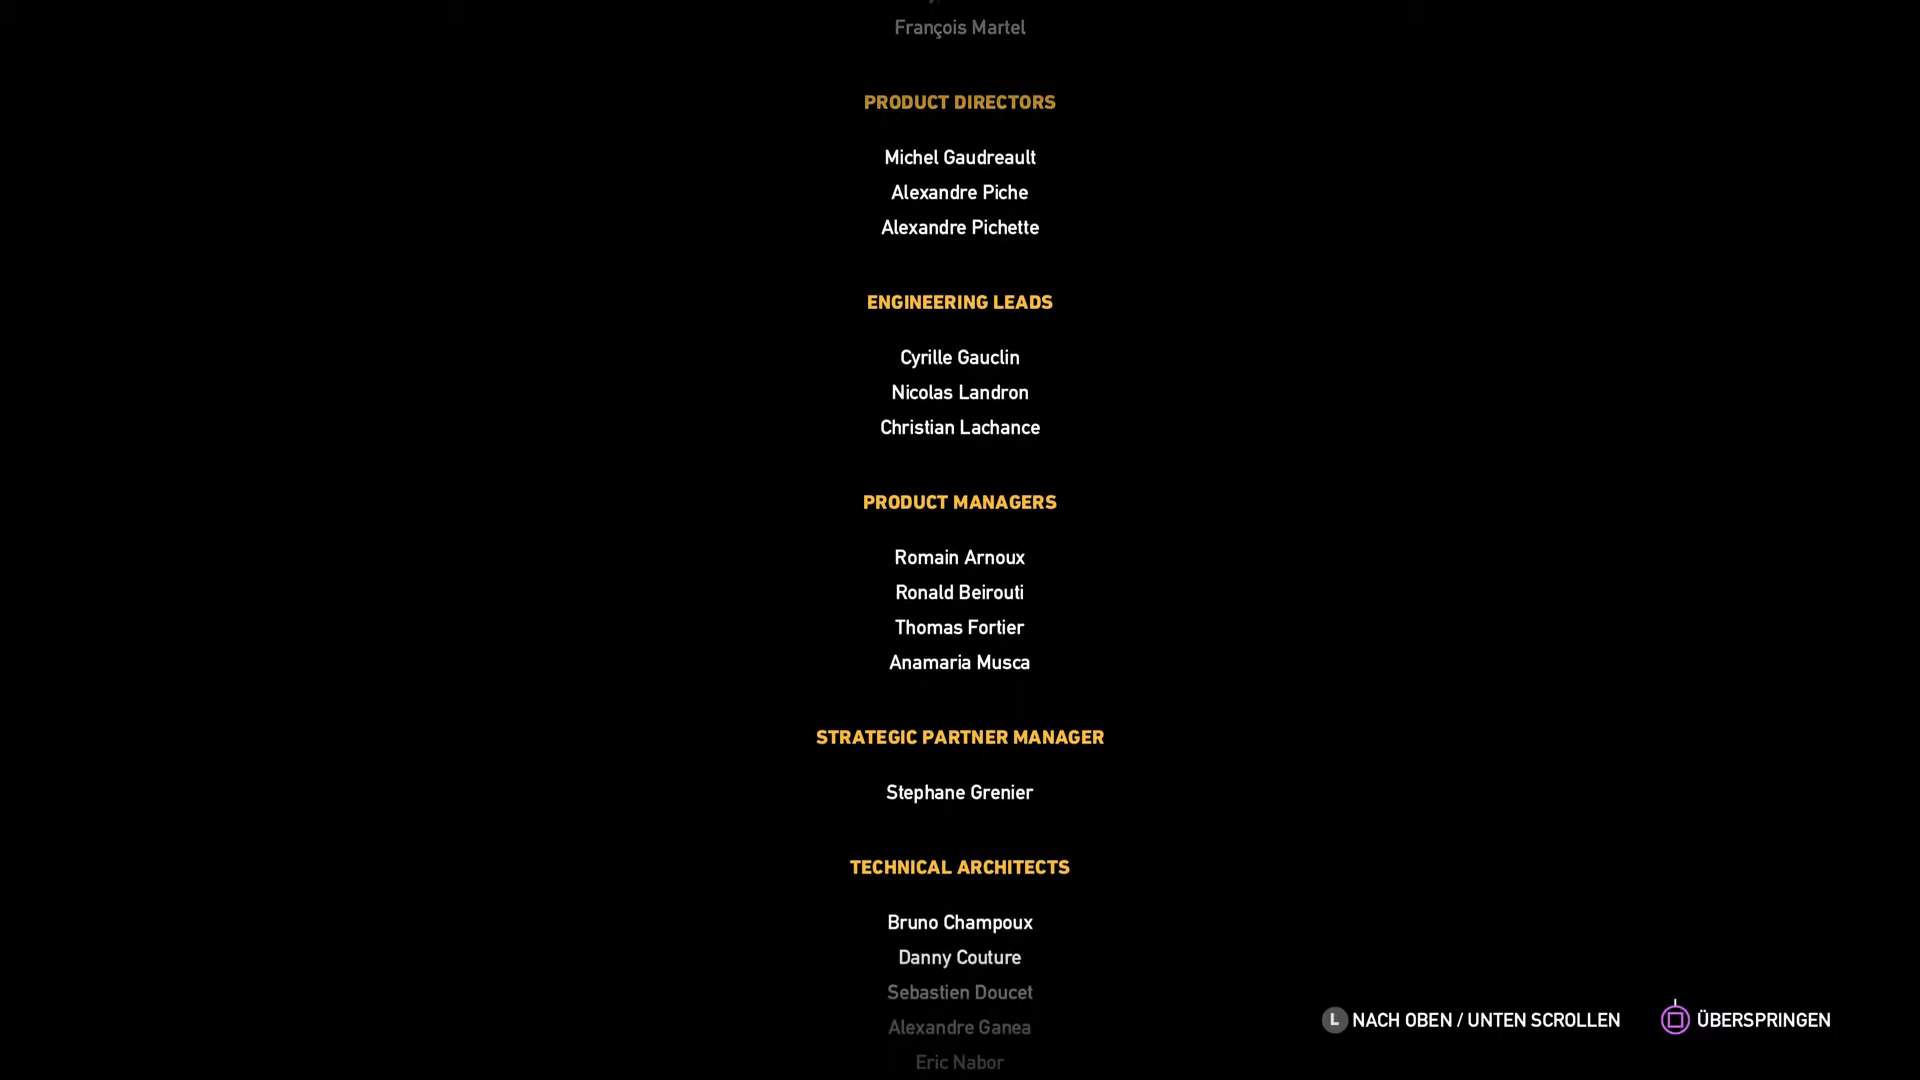 François Martel
PRODUCT DIRECTORS
Michel Gaudreault
Alexandre Piche
Alexandre Pichette
ENGINEERING LEADS
Cyrille Gauclin
Nicolas Landron
Christian Lachance
PRODUCT MANAGERS
Romain Arnoux
Ronald Beirouti
Thomas Fortier
Anamaria Musca
STRATEGIC PARTNER MANAGER
Stephane Grenier
TECHNICAL ARCHITECTS
Bruno Champoux
Danny Couture
Sebastien Doucet
Alexandre Ganea
Eric Nabor
L NACH OBEN / UNTEN SCROLLEN ÜBERSPRINGEN